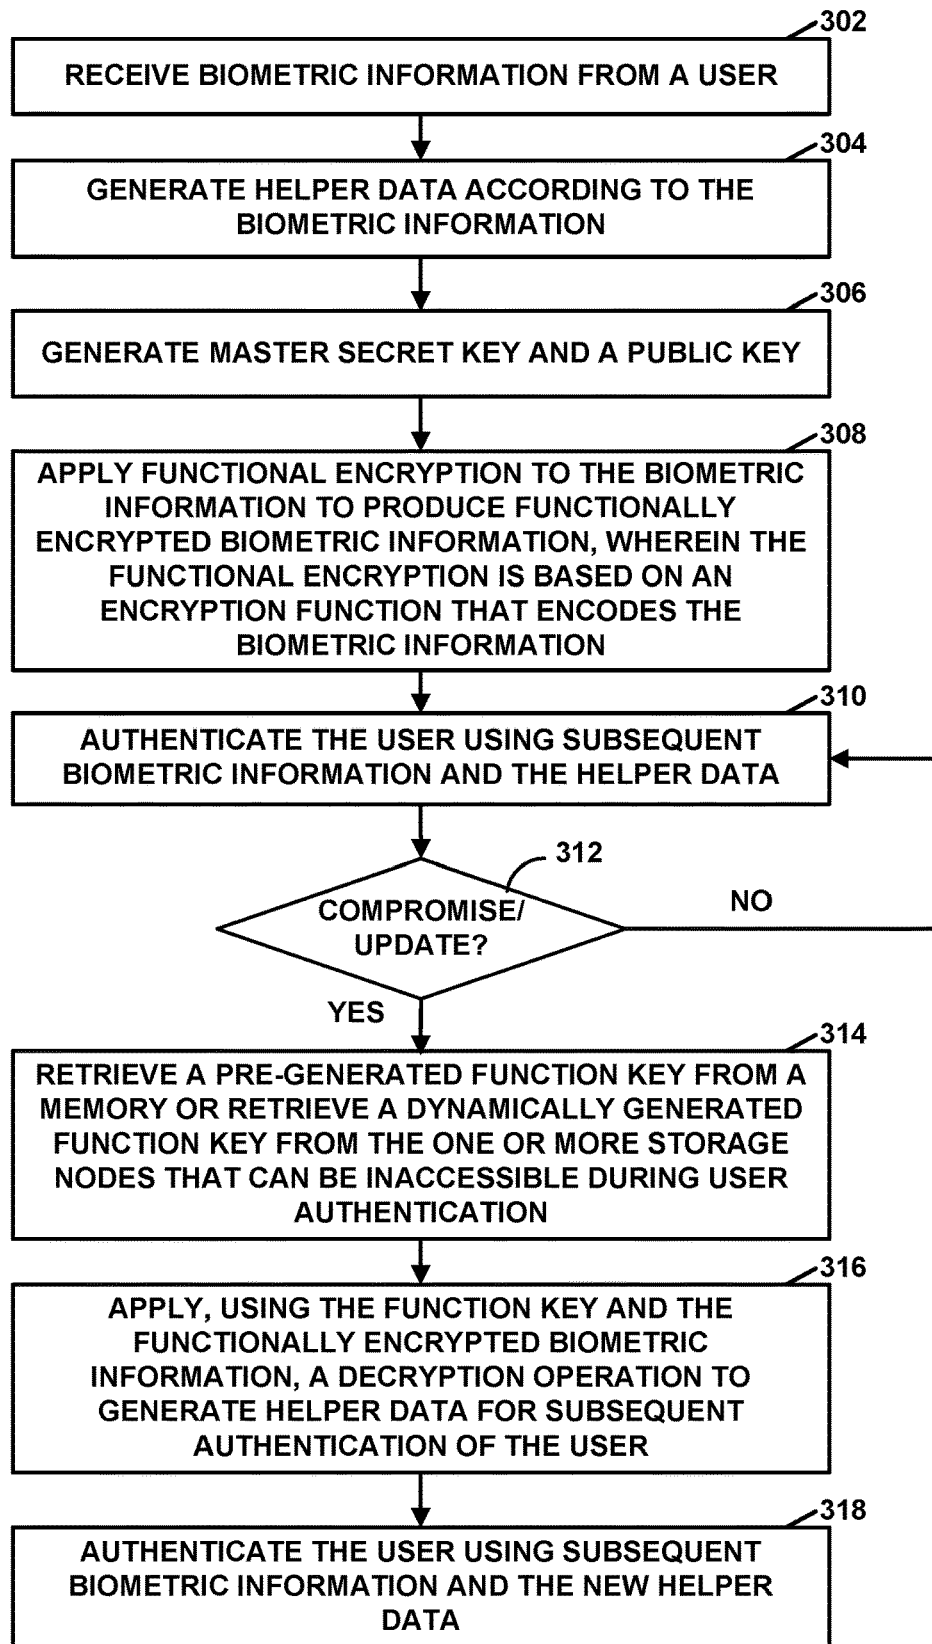 302
RECEIVE BIOMETRIC INFORMATION FROM A USER
304
GENERATE HELPER DATA ACCORDING TO THE
BIOMETRIC INFORMATION
306
GENERATE MASTER SECRET KEY AND A PUBLIC KEY
308
APPLY FUNCTIONAL ENCRYPTION TO THE BIOMETRIC
INFORMATION TO PRODUCE FUNCTIONALLY
ENCRYPTED BIOMETRIC INFORMATION, WHEREIN THE
FUNCTIONAL ENCRYPTION IS BASED ON AN
ENCRYPTION FUNCTION THAT ENCODES THE
BIOMETRIC INFORMATION
310
AUTHENTICATE THE USER USING SUBSEQUENT
BIOMETRIC INFORMATION AND THE HELPER DATA
312
COMPROMISE/
UPDATE?
NO
YES
314
RETRIEVE A PRE-GENERATED FUNCTION KEY FROM A
MEMORY OR RETRIEVE A DYNAMICALLY GENERATED
FUNCTION KEY FROM THE ONE OR MORE STORAGE
NODES THAT CAN BE INACCESSIBLE DURING USER
AUTHENTICATION
316
APPLY, USING THE FUNCTION KEY AND THE
FUNCTIONALLY ENCRYPTED BIOMETRIC
INFORMATION, A DECRYPTION OPERATION TO
GENERATE HELPER DATA FOR SUBSEQUENT
AUTHENTICATION OF THE USER
318
AUTHENTICATE THE USER USING SUBSEQUENT
BIOMETRIC INFORMATION AND THE NEW HELPER
DATA